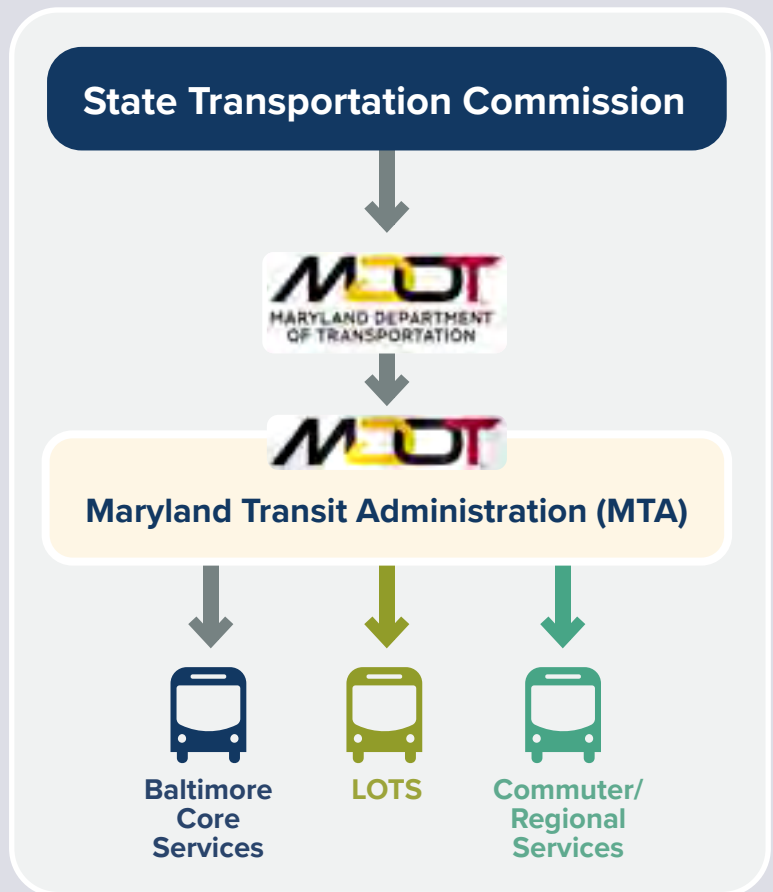 State Transportation Commission
MDOT
MARYLAND DEPARTMENT
OF TRANSPORTATION
MDOT
Maryland Transit Administration (MTA)
Baltimore
Core
Services
LOTS
Commuter/
Regional
Services